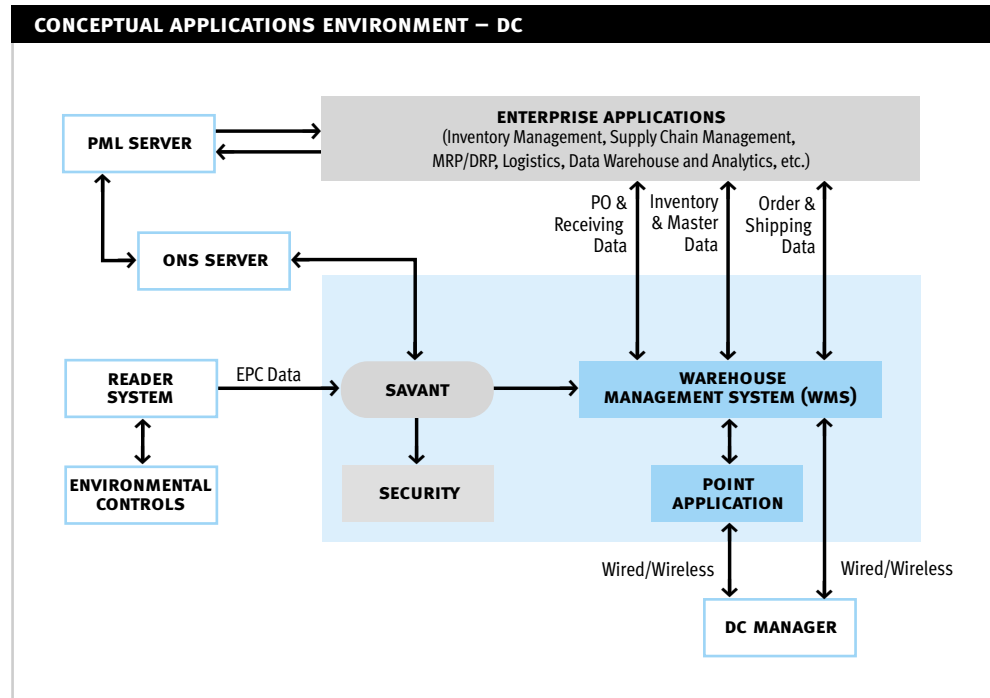 CONCEPTUAL APPLICATIONS ENVIRONMENT – DC
ENTERPRISE APPLICATIONS
(Inventory Management, Supply Chain Management,
MRP/DRP, Logistics, Data Warehouse and Analytics, etc.)
PML SERVER
PO &
Receiving
Data
Inventory
& Master
Data
Order &
Shipping
Data
ONS SERVER
READER
SYSTEM
EPC Data
SAVANT
WAREHOUSE
MANAGEMENT SYSTEM (WMS)
ENVIRONMENTAL
CONTROLS
SECURITY
POINT
APPLICATION
Wired/Wireless
Wired/Wireless
DC MANAGER